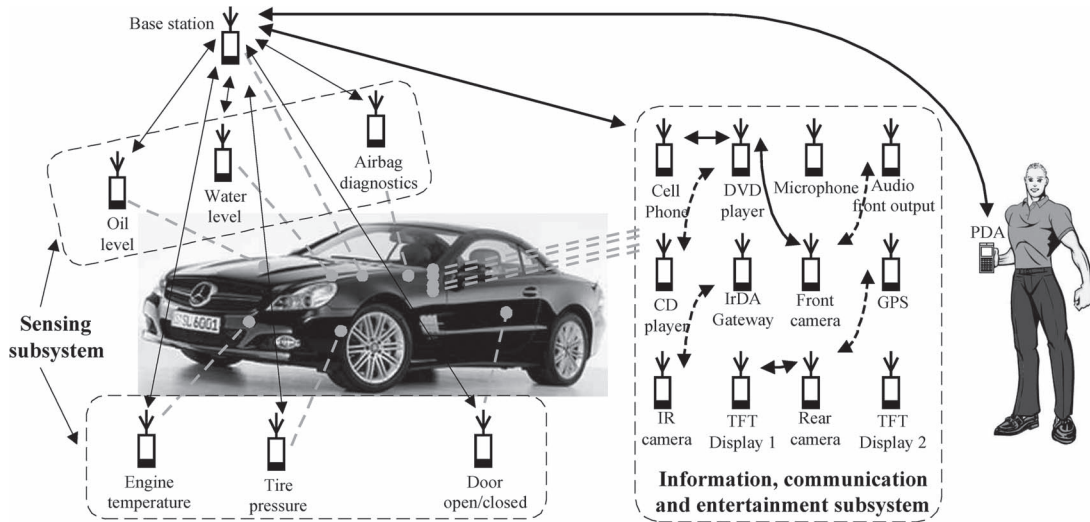 Base station
Airbag
diagnostics
Water
level
Oil
level
Sensing
subsystem
Engine
temperature
Tire
pressure
Door
open/closed
Cell
Phone
DVD
player
Microphone
Audio
front output
CD
player
IrDA
Gateway
Front
camera
GPS
IR
camera
TFT
Display 1
Rear
camera
TFT
Display 2
Information, communication
and entertainment subsystem
PDA